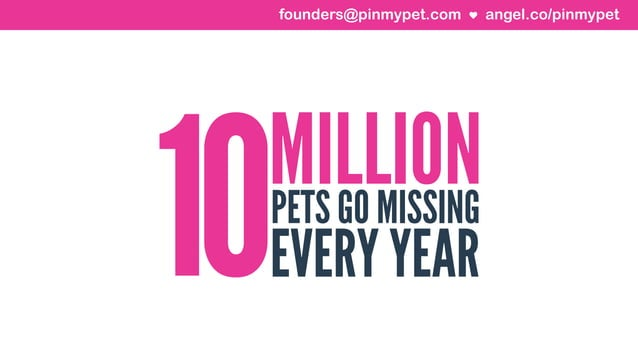 founders@pinmypet.com ♥ angel.co/pinmypet
10 MILLION
PETS GO MISSING
EVERY YEAR